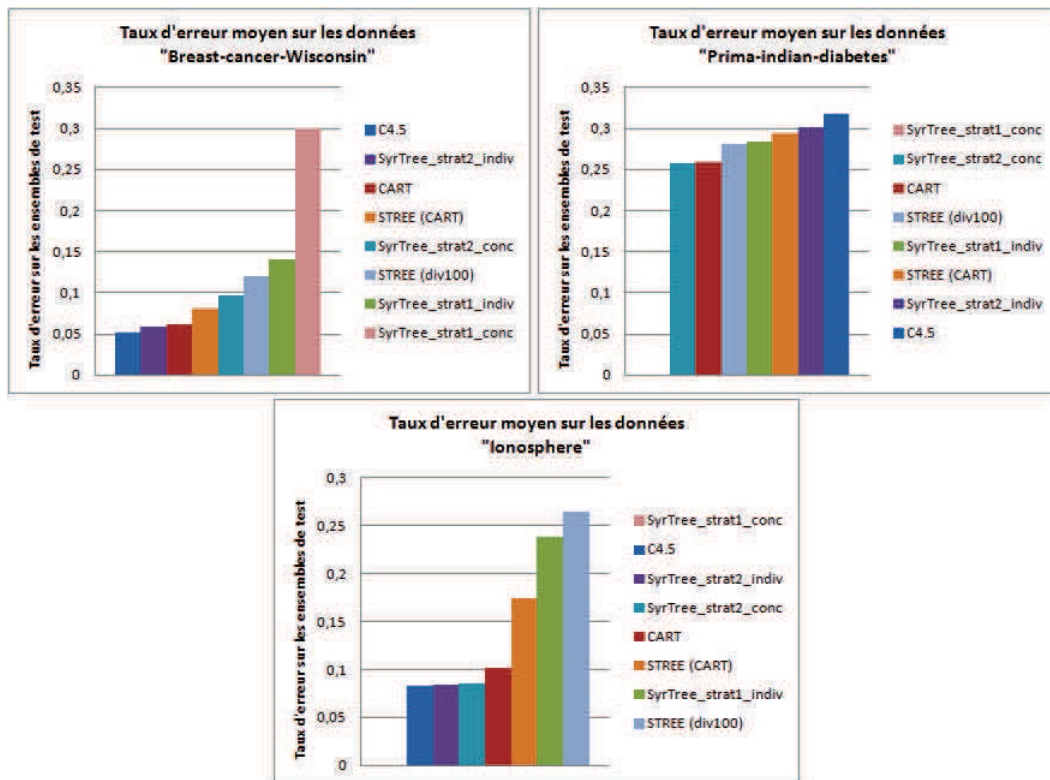 Taux d'erreur moyen sur les données
"Breast-cancer-Wisconsin"
Taux d'erreur sur les ensembles de test
0,35
0,3
0,25
0,2
0,15
0,1
0,05
0
C4.5
SyrTree_strat2_indiv
CART
STREE (CART)
SyrTree_strat2_conc
STREE (div100)
SyrTree_strat1_indiv
SyrTree_strat1_conc
Taux d'erreur moyen sur les données
"Prima-indian-diabetes"
Taux d'erreur sur les ensembles de test
0,35
0,3
0,25
0,2
0,15
0,1
0,05
0
SyrTree_strat1_conc
SyrTree_strat2_conc
CART
STREE (div100)
SyrTree_strat1_indiv
STREE (CART)
SyrTree_strat2_indiv
C4.5
Taux d'erreur moyen sur les données
"Ionosphere"
Taux d'erreur sur les ensembles de test
0,3
0,25
0,2
0,15
0,1
0,05
0
SyrTree_strat1_conc
C4.5
SyrTree_strat2_indiv
SyrTree_strat2_conc
CART
STREE (CART)
SyrTree_strat1_indiv
STREE (div100)